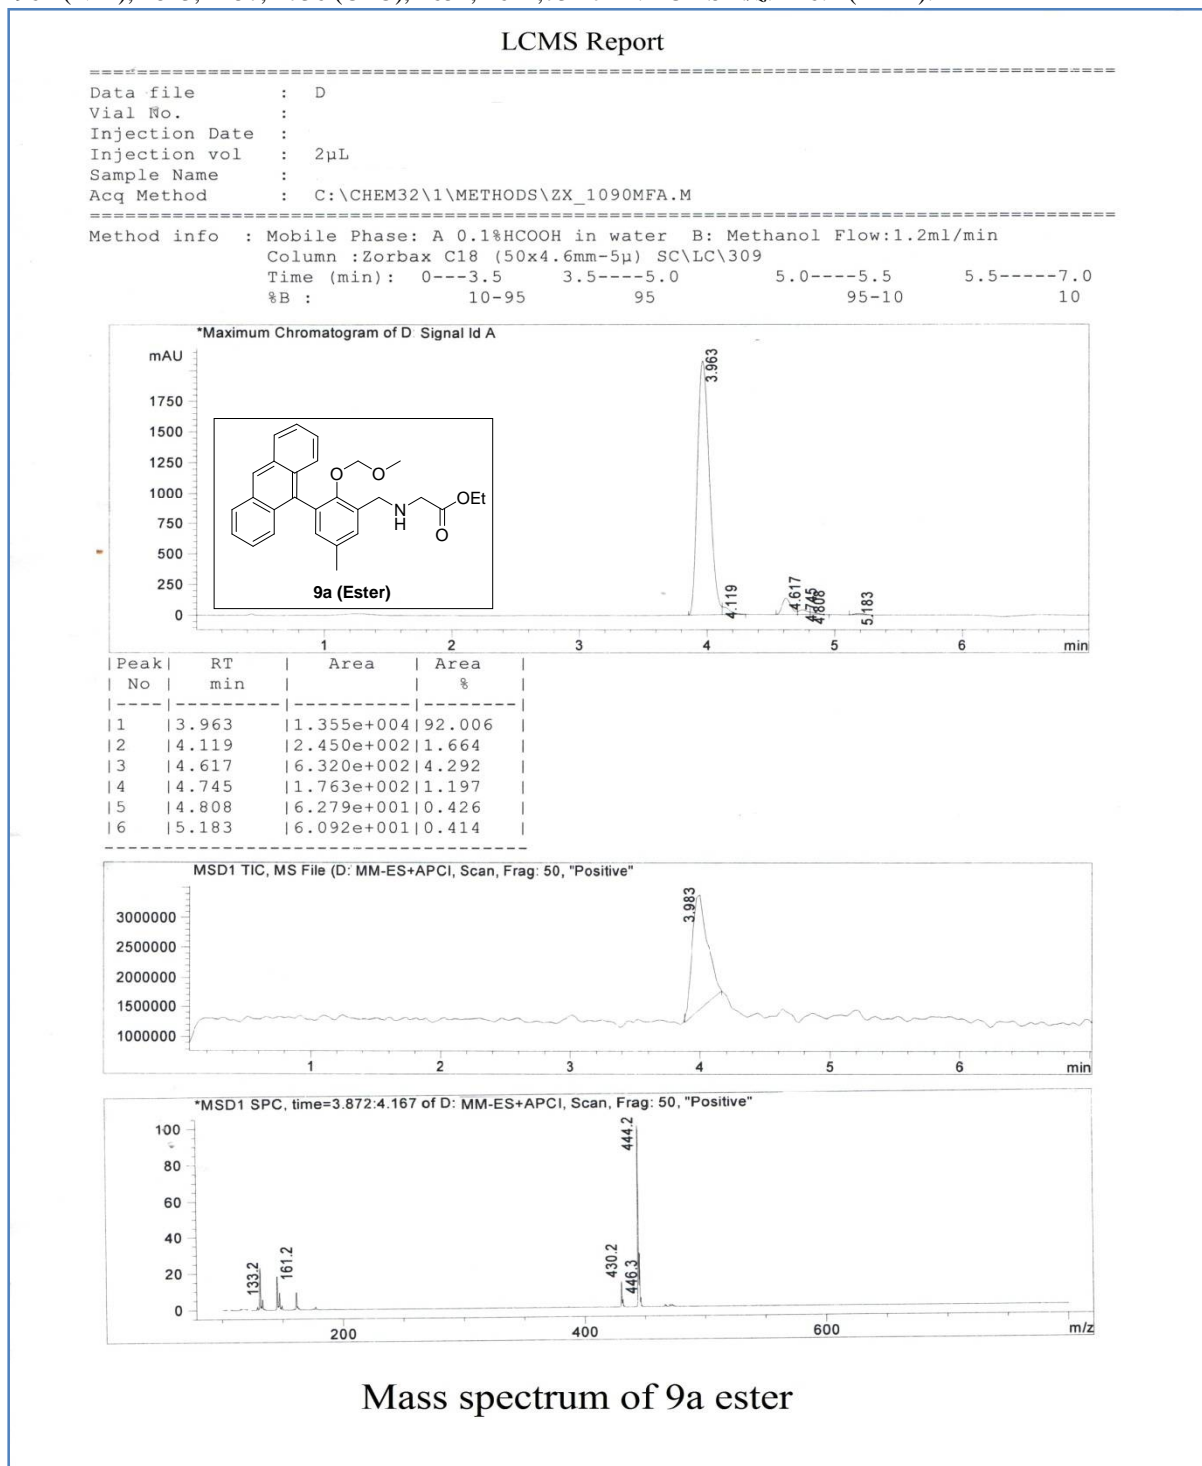 LCMS Report
Data file : D
Vial No. :
Injection Date :
Injection vol : 2µL
Sample Name :
Acq Method : C:\CHEM32\1\METHODS\ZX_1090MFA.M
Method info : Mobile Phase: A 0.1%HCOOH in water B: Methanol Flow:1.2ml/min
Column :Zorbax C18 (50x4.6mm-5µ) SC\LC\309
Time (min): 0---3.5 3.5----5.0 5.0----5.5 5.5-----7.0
%B : 10-95 95 95-10 10
*Maximum Chromatogram of D: Signal Id A
mAU
1750
1500
1250
1000
750
500
250
0
3.963
4.119
4.617
4.745
4.808
5.183
O O
N
H
O
OEt
9a (Ester)
1 2 3 4 5 6 min
|Peak| RT | Area | Area |
| No | min | | % |
|----|---------|----------|--------|
|1 |3.963 |1.355e+004|92.006 |
|2 |4.119 |2.450e+002|1.664 |
|3 |4.617 |6.320e+002|4.292 |
|4 |4.745 |1.763e+002|1.197 |
|5 |4.808 |6.279e+001|0.426 |
|6 |5.183 |6.092e+001|0.414 |
MSD1 TIC, MS File (D: MM-ES+APCI, Scan, Frag: 50, "Positive"
3000000
2500000
2000000
1500000
1000000
3.983
1 2 3 4 5 6 min
*MSD1 SPC, time=3.872:4.167 of D: MM-ES+APCI, Scan, Frag: 50, "Positive"
100
80
60
40
20
0
133.2
161.2
430.2
446.3
444.2
200 400 600 m/z
Mass spectrum of 9a ester